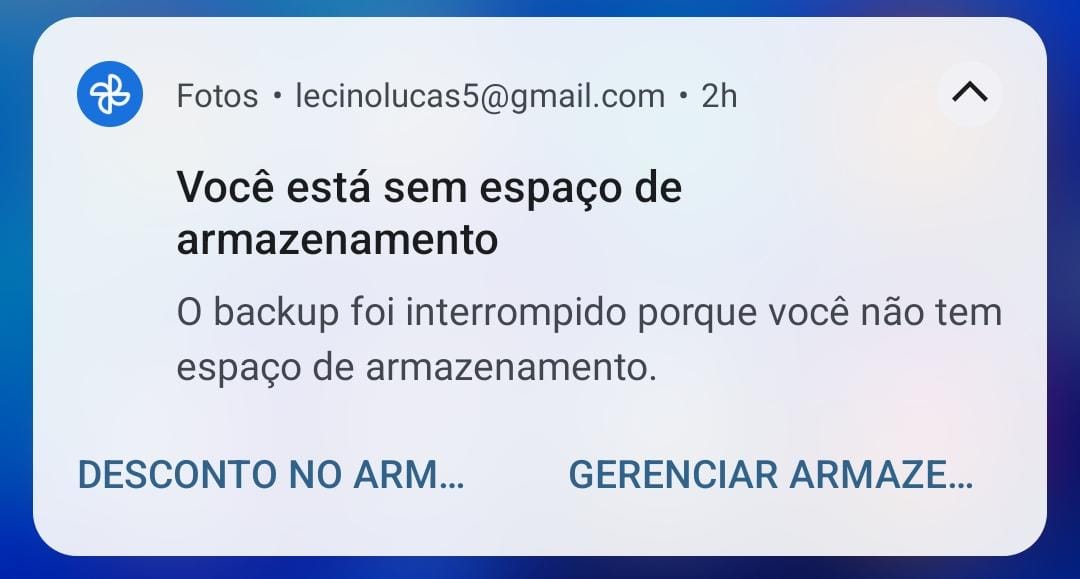 Fotos • lecinolucas5@gmail.com • 2h
Você está sem espaço de
armazenamento
O backup foi interrompido porque você não tem
espaço de armazenamento.
DESCONTO NO ARM... GERENCIAR ARMAZE...